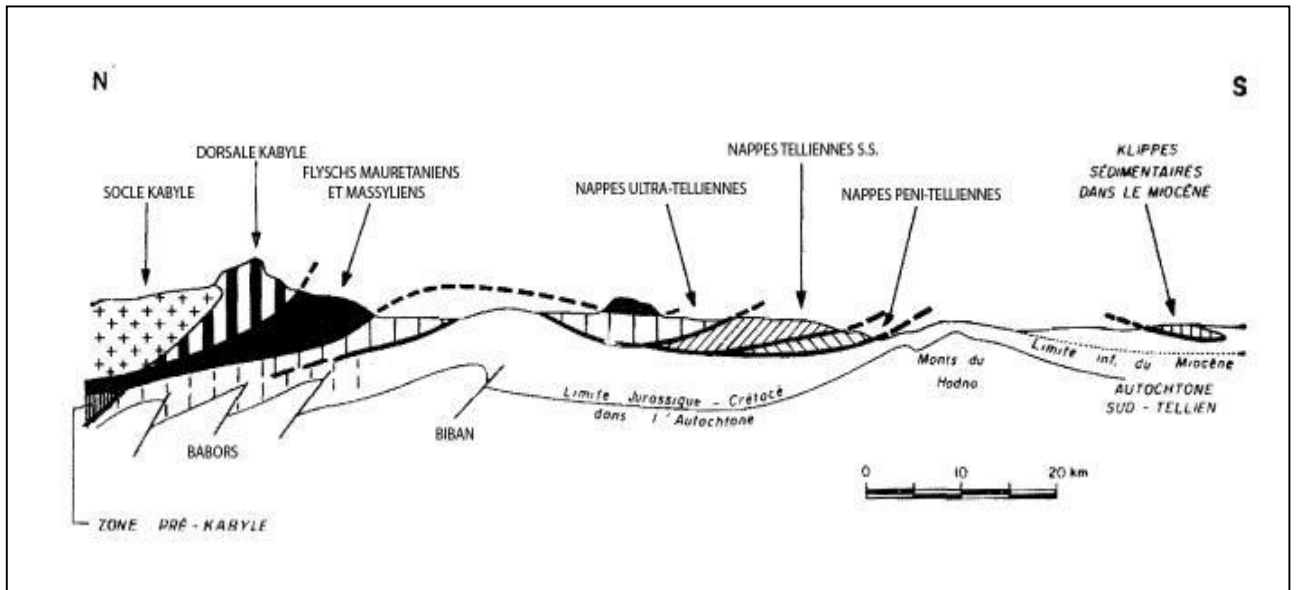 N
S
DORSALE KABYLE
NAPPES TELLIENNES S.S.
KLIPPES
SÉDIMENTAIRES
DANS LE MIOCÈNE
FLYSCHS MAURETANIENS
ET MASSYLIENS
SOCLE KABYLE
NAPPES ULTRA-TELLIENNES
NAPPES PENI-TELLIENNES
Limite Jurassique - Crétacé
dans l'Autochtone
Monts du
Hodna
Limite inf. du Miocène
AUTOCHTONE
SUD - TELLIEN
BABORS
BIBAN
0 10 20 km
ZONE PRÉ - KABYLE